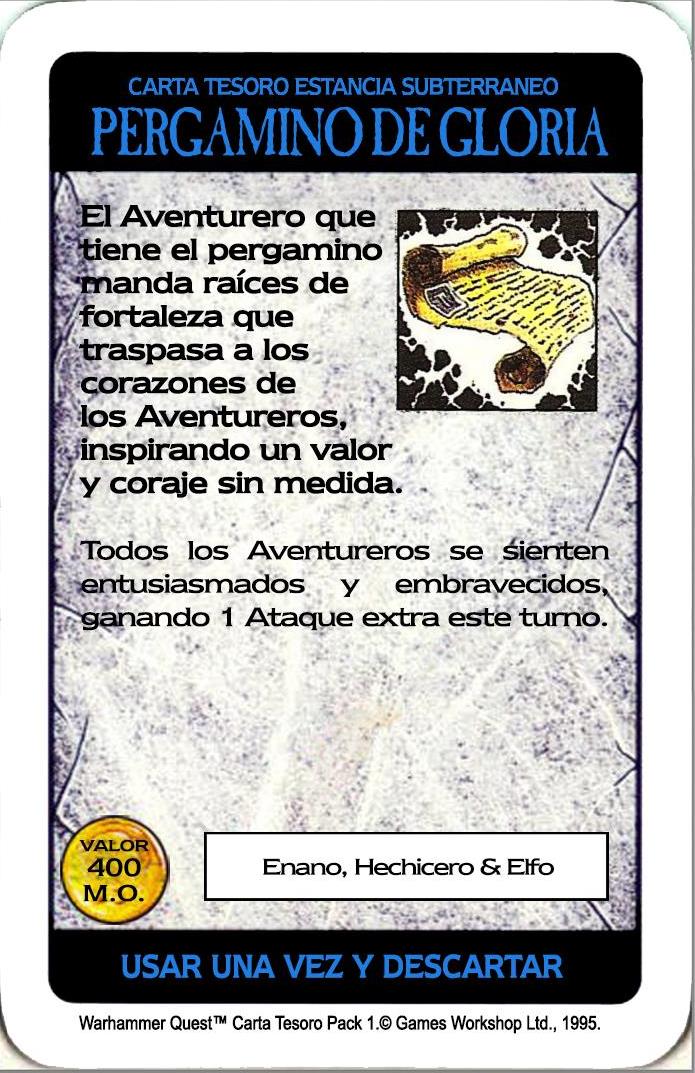 CARTA TESORO ESTANCIA SUBTERRANEO
PERGAMINO DE GLORIA
El Aventurero que
tiene el pergamino
manda raíces de
fortaleza que
traspasa a los
corazones de
los Aventureros,
inspirando un valor
y coraje sin medida.
Todos los Aventureros se sienten
entusiasmados y embravecidos,
ganando 1 Ataque extra este turno.
VALOR
400
M.O.
Enano, Hechicero & Elfo
USAR UNA VEZ Y DESCARTAR
Warhammer Quest™ Carta Tesoro Pack 1.© Games Workshop Ltd., 1995.